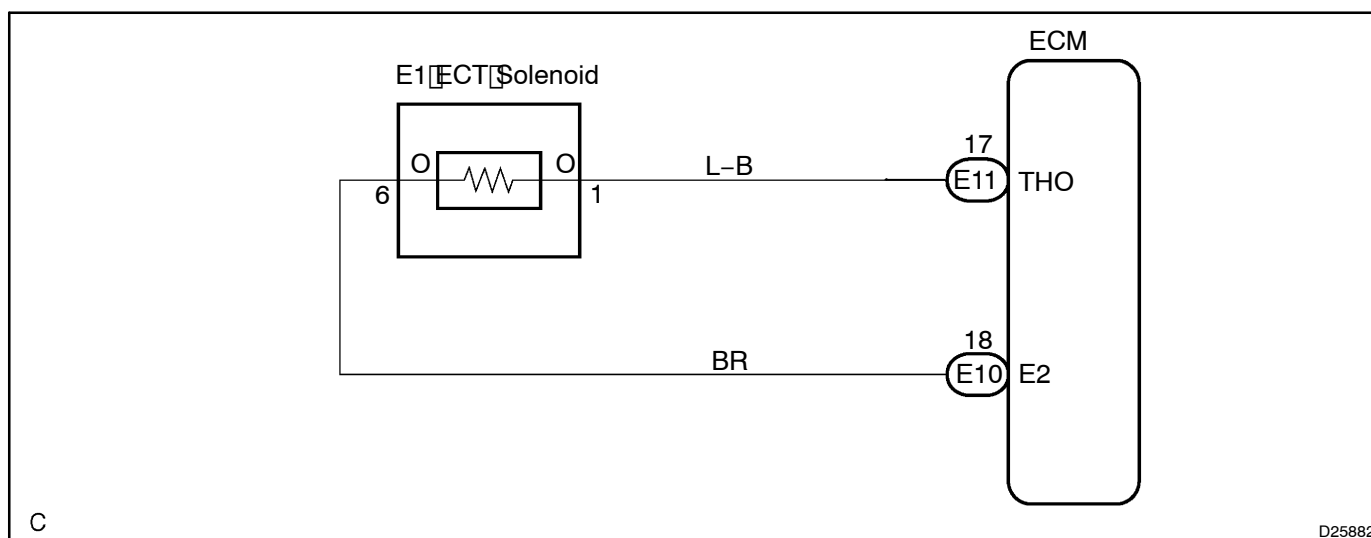 ECM
E1▯ECT▯Solenoid
17
O O
L−B
E11 THO
6 1
18
BR
E10 E2
C
D25882